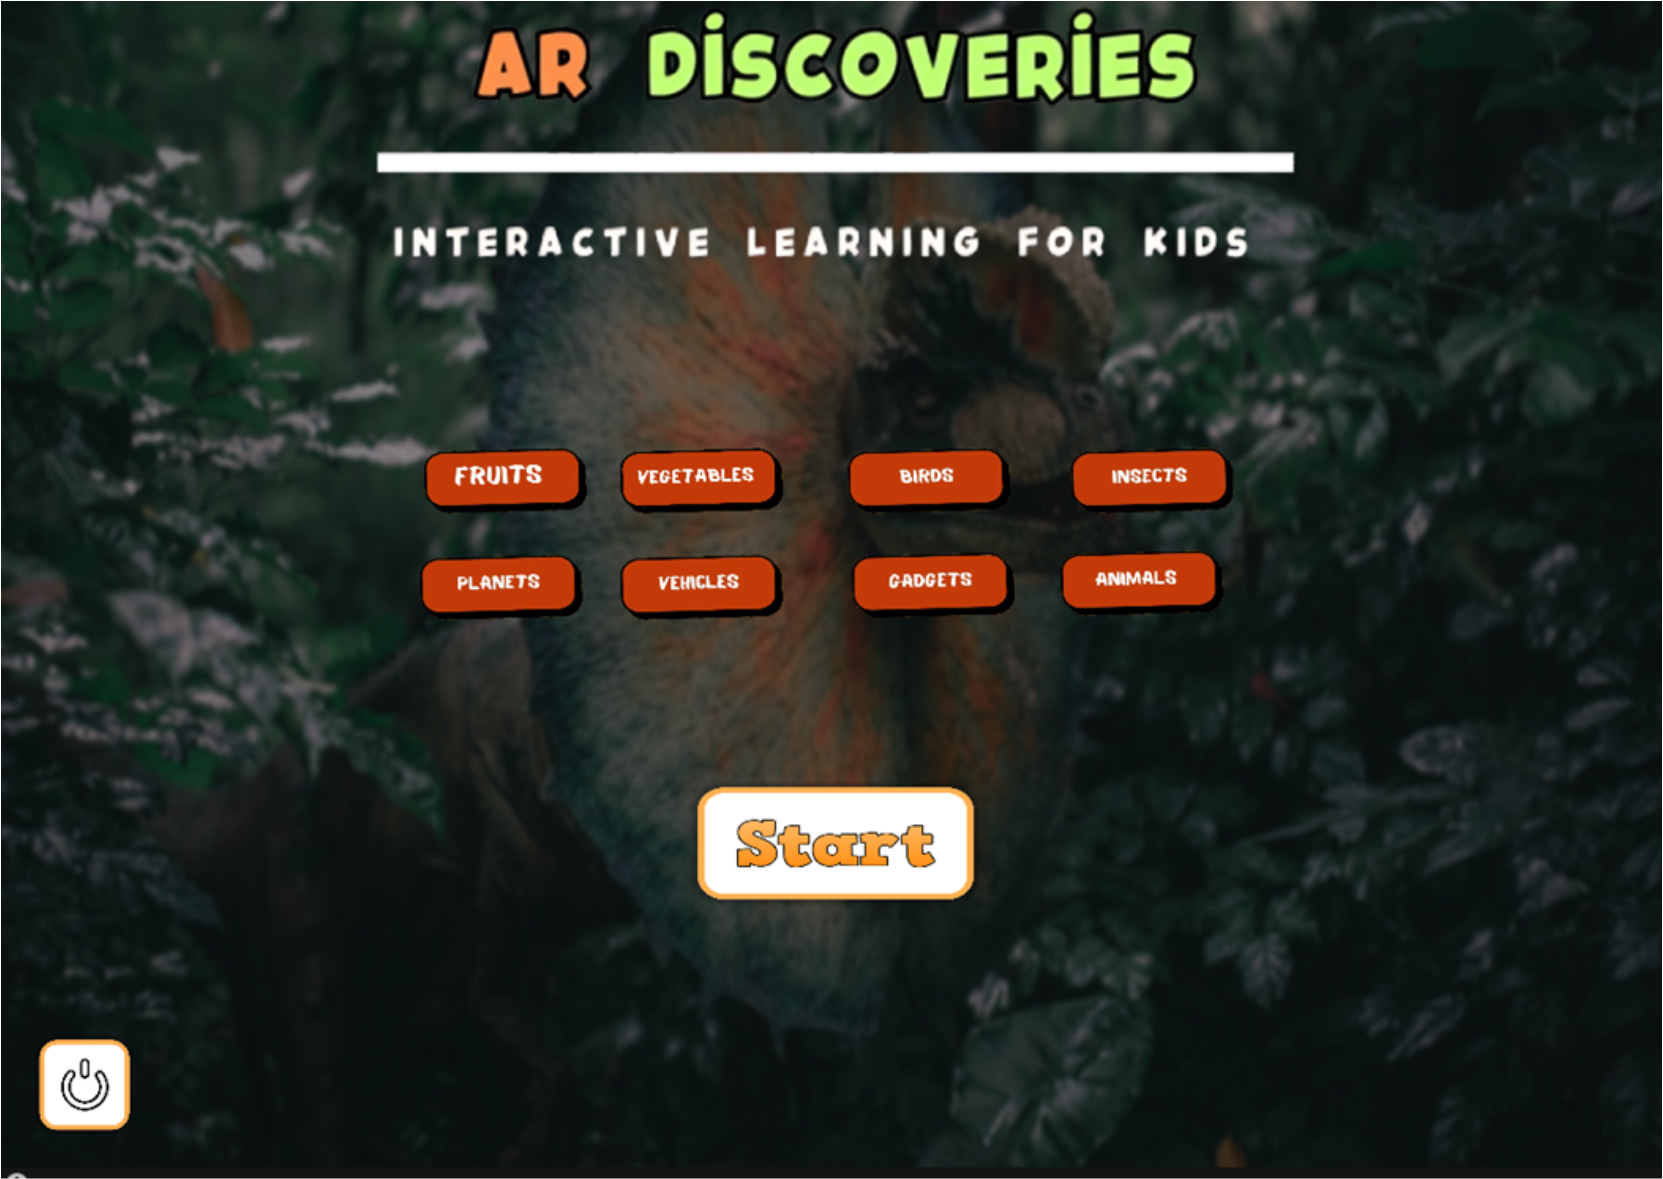 AR DISCOVERIES
INTERACTIVE LEARNING FOR KIDS
FRUITS VEGETABLES BIRDS INSECTS
PLANETS VEHICLES GADGETS ANIMALS
Start